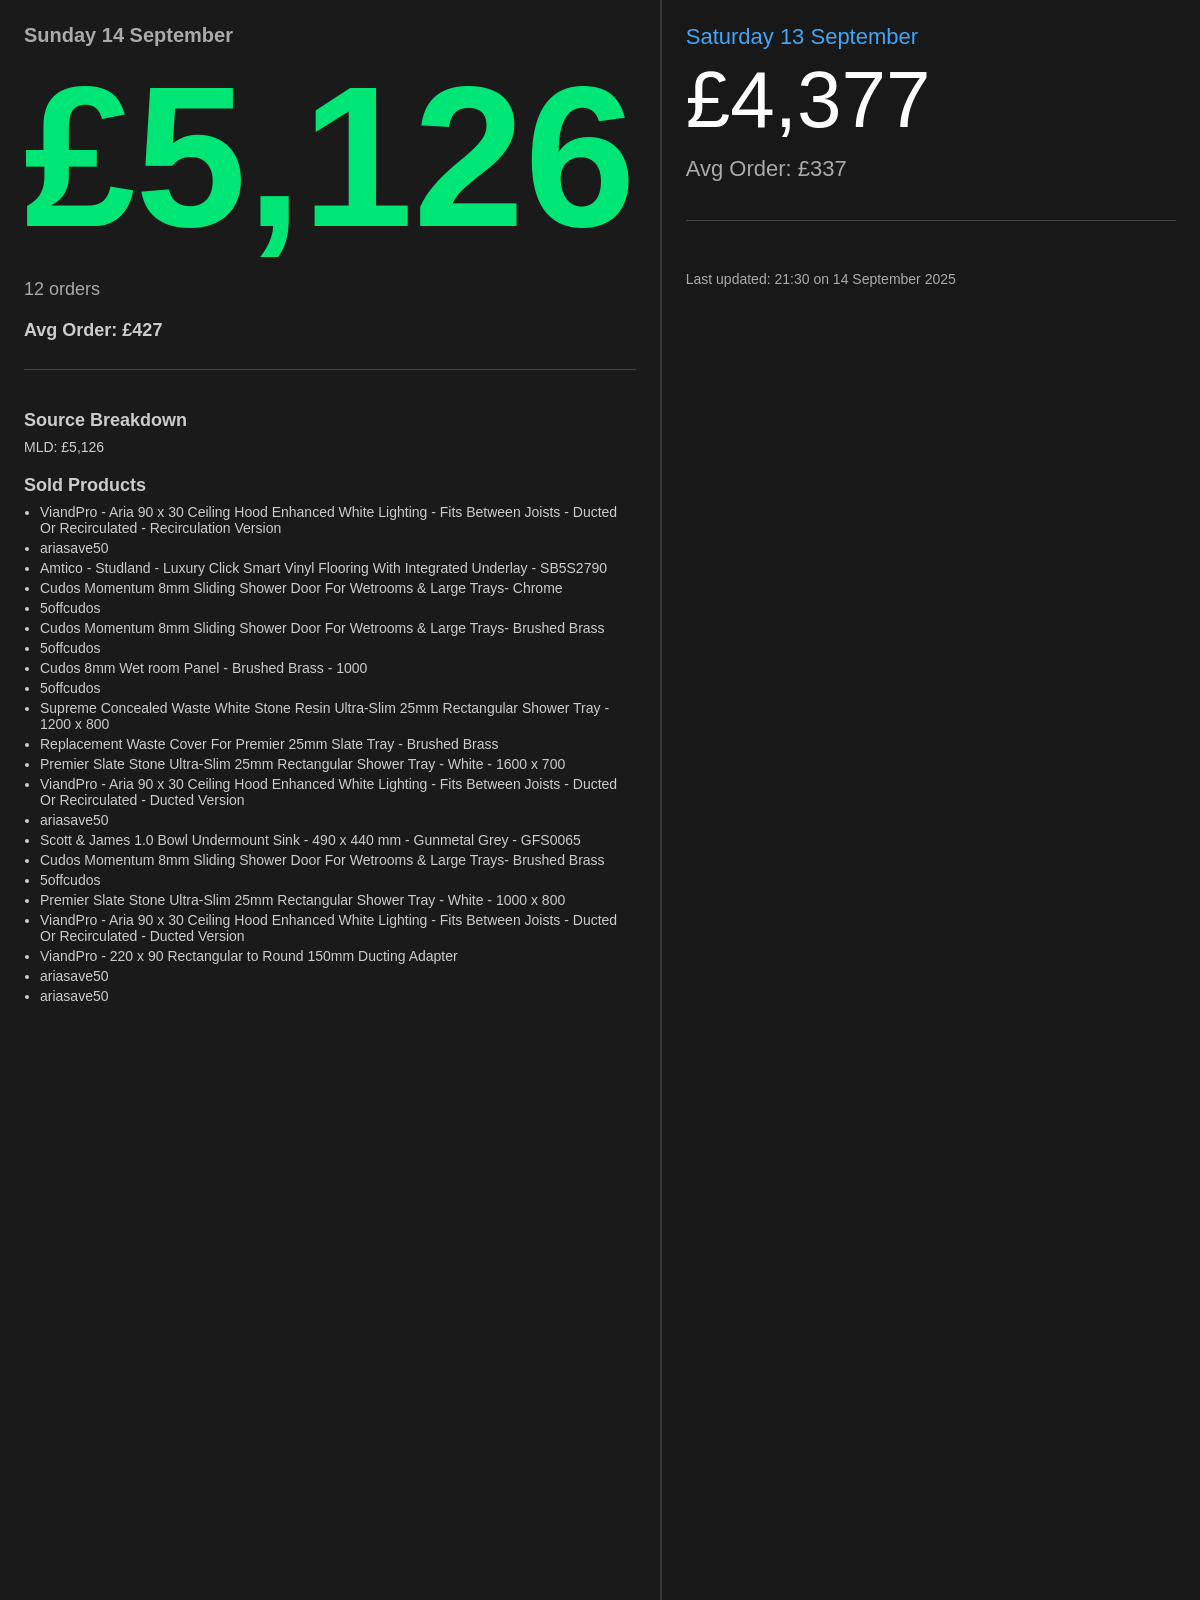 Sunday 14 September
£5,126
12 orders
Avg Order: £427
Source Breakdown
MLD: £5,126
Sold Products
• ViandPro - Aria 90 x 30 Ceiling Hood Enhanced White Lighting - Fits Between Joists - Ducted
Or Recirculated - Recirculation Version
• ariasave50
• Amtico - Studland - Luxury Click Smart Vinyl Flooring With Integrated Underlay - SB5S2790
• Cudos Momentum 8mm Sliding Shower Door For Wetrooms & Large Trays- Chrome
• 5offcudos
• Cudos Momentum 8mm Sliding Shower Door For Wetrooms & Large Trays- Brushed Brass
• 5offcudos
• Cudos 8mm Wet room Panel - Brushed Brass - 1000
• 5offcudos
• Supreme Concealed Waste White Stone Resin Ultra-Slim 25mm Rectangular Shower Tray -
1200 x 800
• Replacement Waste Cover For Premier 25mm Slate Tray - Brushed Brass
• Premier Slate Stone Ultra-Slim 25mm Rectangular Shower Tray - White - 1600 x 700
• ViandPro - Aria 90 x 30 Ceiling Hood Enhanced White Lighting - Fits Between Joists - Ducted
Or Recirculated - Ducted Version
• ariasave50
• Scott & James 1.0 Bowl Undermount Sink - 490 x 440 mm - Gunmetal Grey - GFS0065
• Cudos Momentum 8mm Sliding Shower Door For Wetrooms & Large Trays- Brushed Brass
• 5offcudos
• Premier Slate Stone Ultra-Slim 25mm Rectangular Shower Tray - White - 1000 x 800
• ViandPro - Aria 90 x 30 Ceiling Hood Enhanced White Lighting - Fits Between Joists - Ducted
Or Recirculated - Ducted Version
• ViandPro - 220 x 90 Rectangular to Round 150mm Ducting Adapter
• ariasave50
• ariasave50
Saturday 13 September
£4,377
Avg Order: £337
Last updated: 21:30 on 14 September 2025